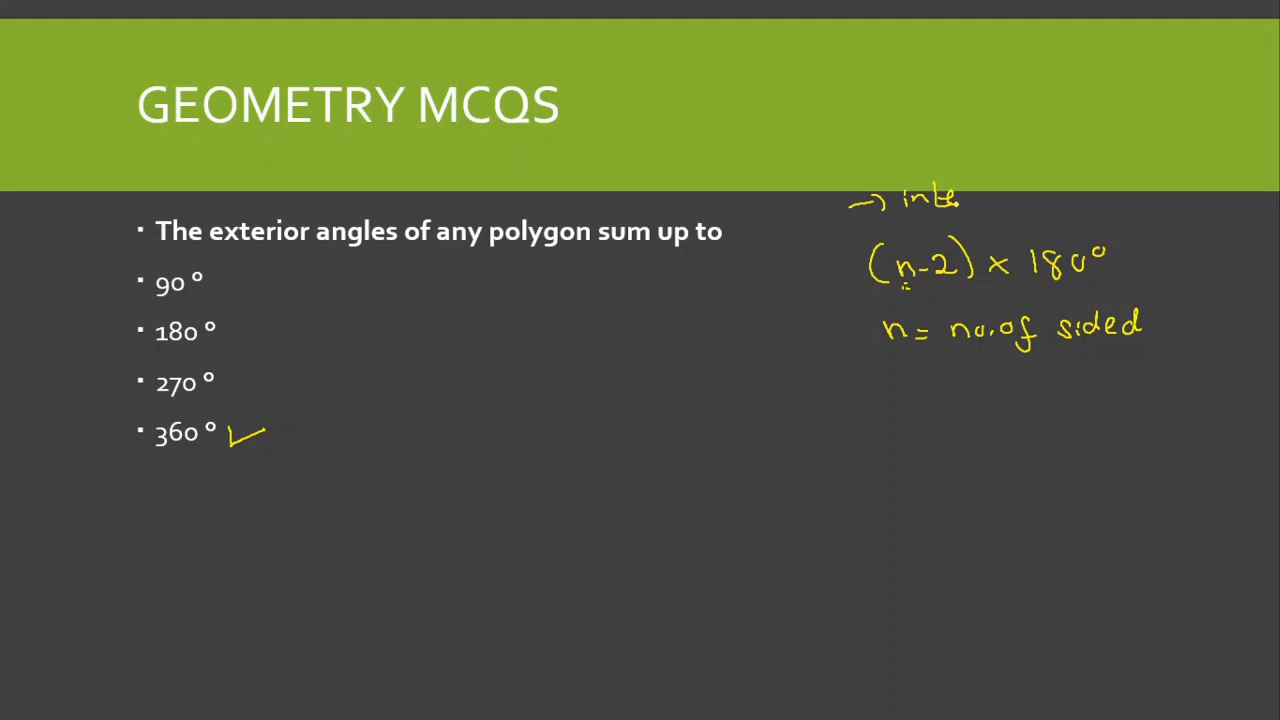 GEOMETRY MCQS
▪ The exterior angles of any polygon sum up to
▪ 90 °
▪ 180 °
▪ 270 °
▪ 360 ° ✓
→ inte
(n-2) × 180°
n = no. of sided